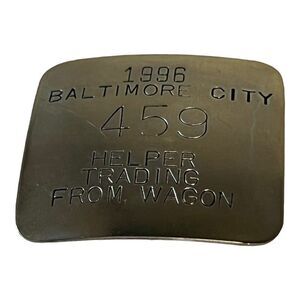 1996
BALTIMORE CITY
459
HELPER
TRADING
FROM WAGON